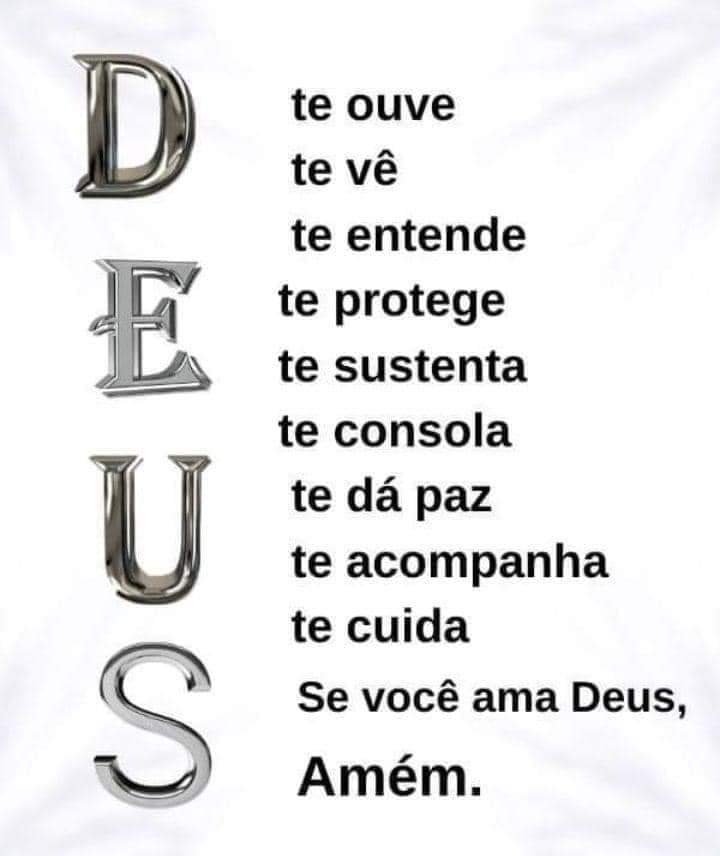 DEUS
te ouve
te vê
te entende
te protege
te sustenta
te consola
te dá paz
te acompanha
te cuida
Se você ama Deus,
Amém.